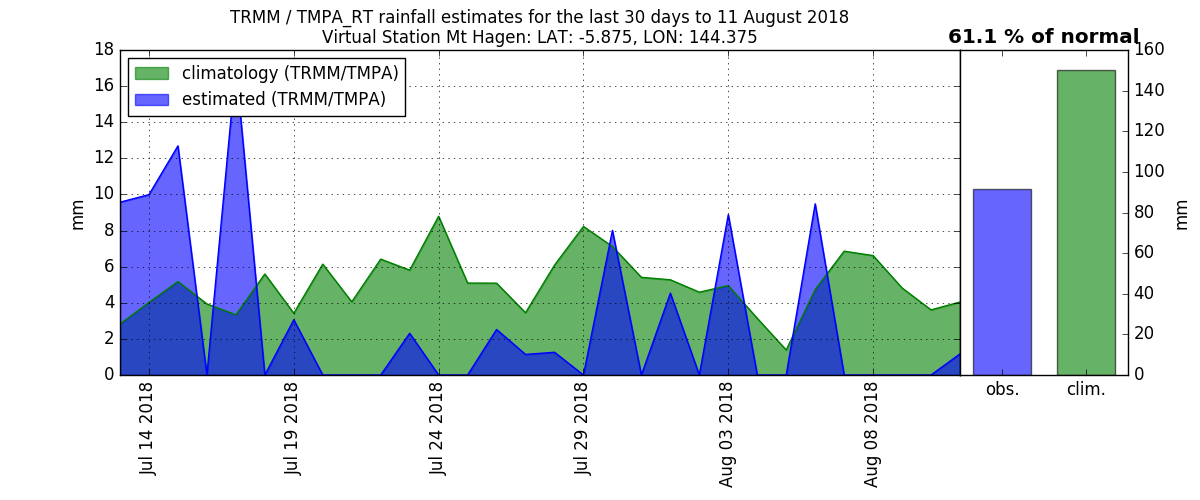 TRMM / TMPA_RT rainfall estimates for the last 30 days to 11 August 2018
Virtual Station Mt Hagen: LAT: -5.875, LON: 144.375
61.1 % of normal
climatology (TRMM/TMPA)
estimated (TRMM/TMPA)
18
16
14
12
10
8
6
4
2
0
mm
Jul 14 2018
Jul 19 2018
Jul 24 2018
Jul 29 2018
Aug 03 2018
Aug 08 2018
160
140
120
100
80
60
40
20
0
mm
obs.
clim.